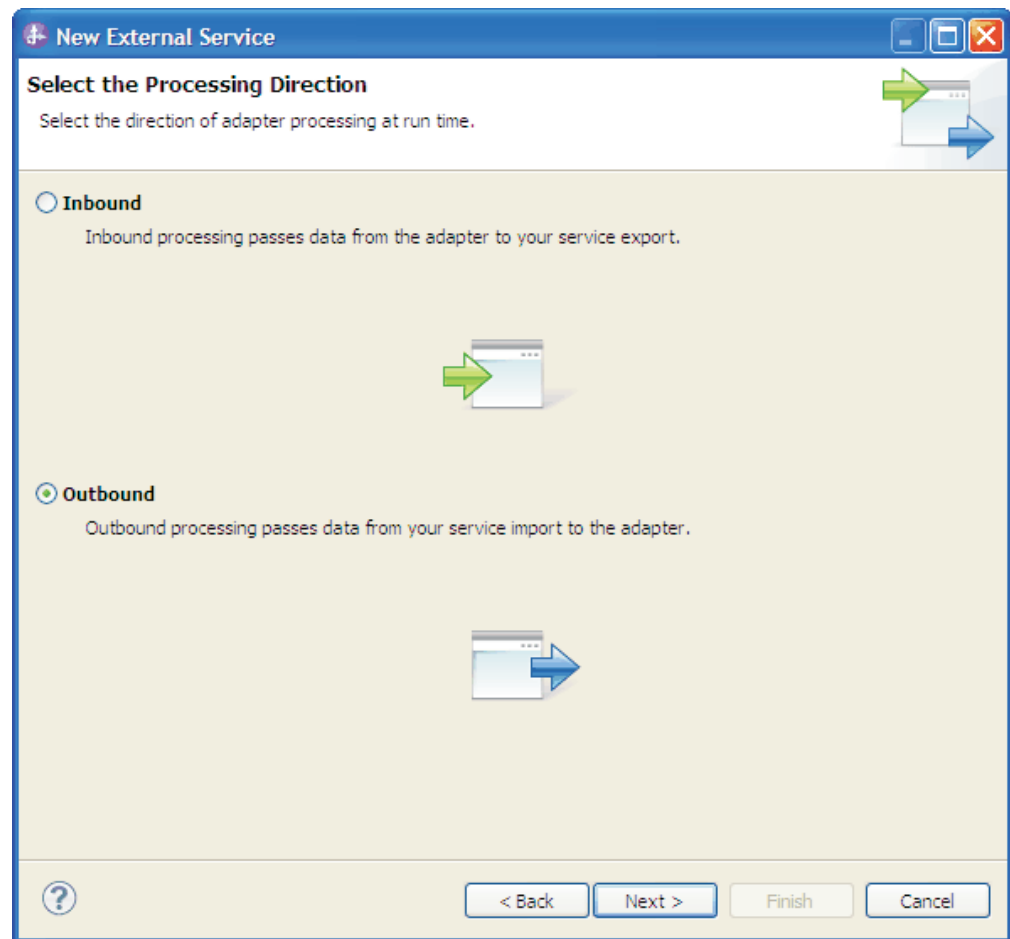 New External Service
Select the Processing Direction
Select the direction of adapter processing at run time.
Inbound
Inbound processing passes data from the adapter to your service export.
Outbound
Outbound processing passes data from your service import to the adapter.
? < Back Next > Finish Cancel